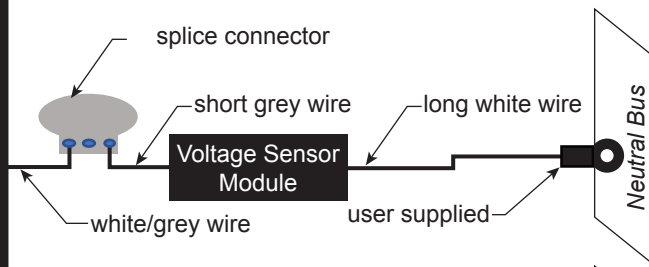 splice connector
short grey wire
long white wire
Voltage Sensor
Module
white/grey wire
user supplied
Neutral Bus